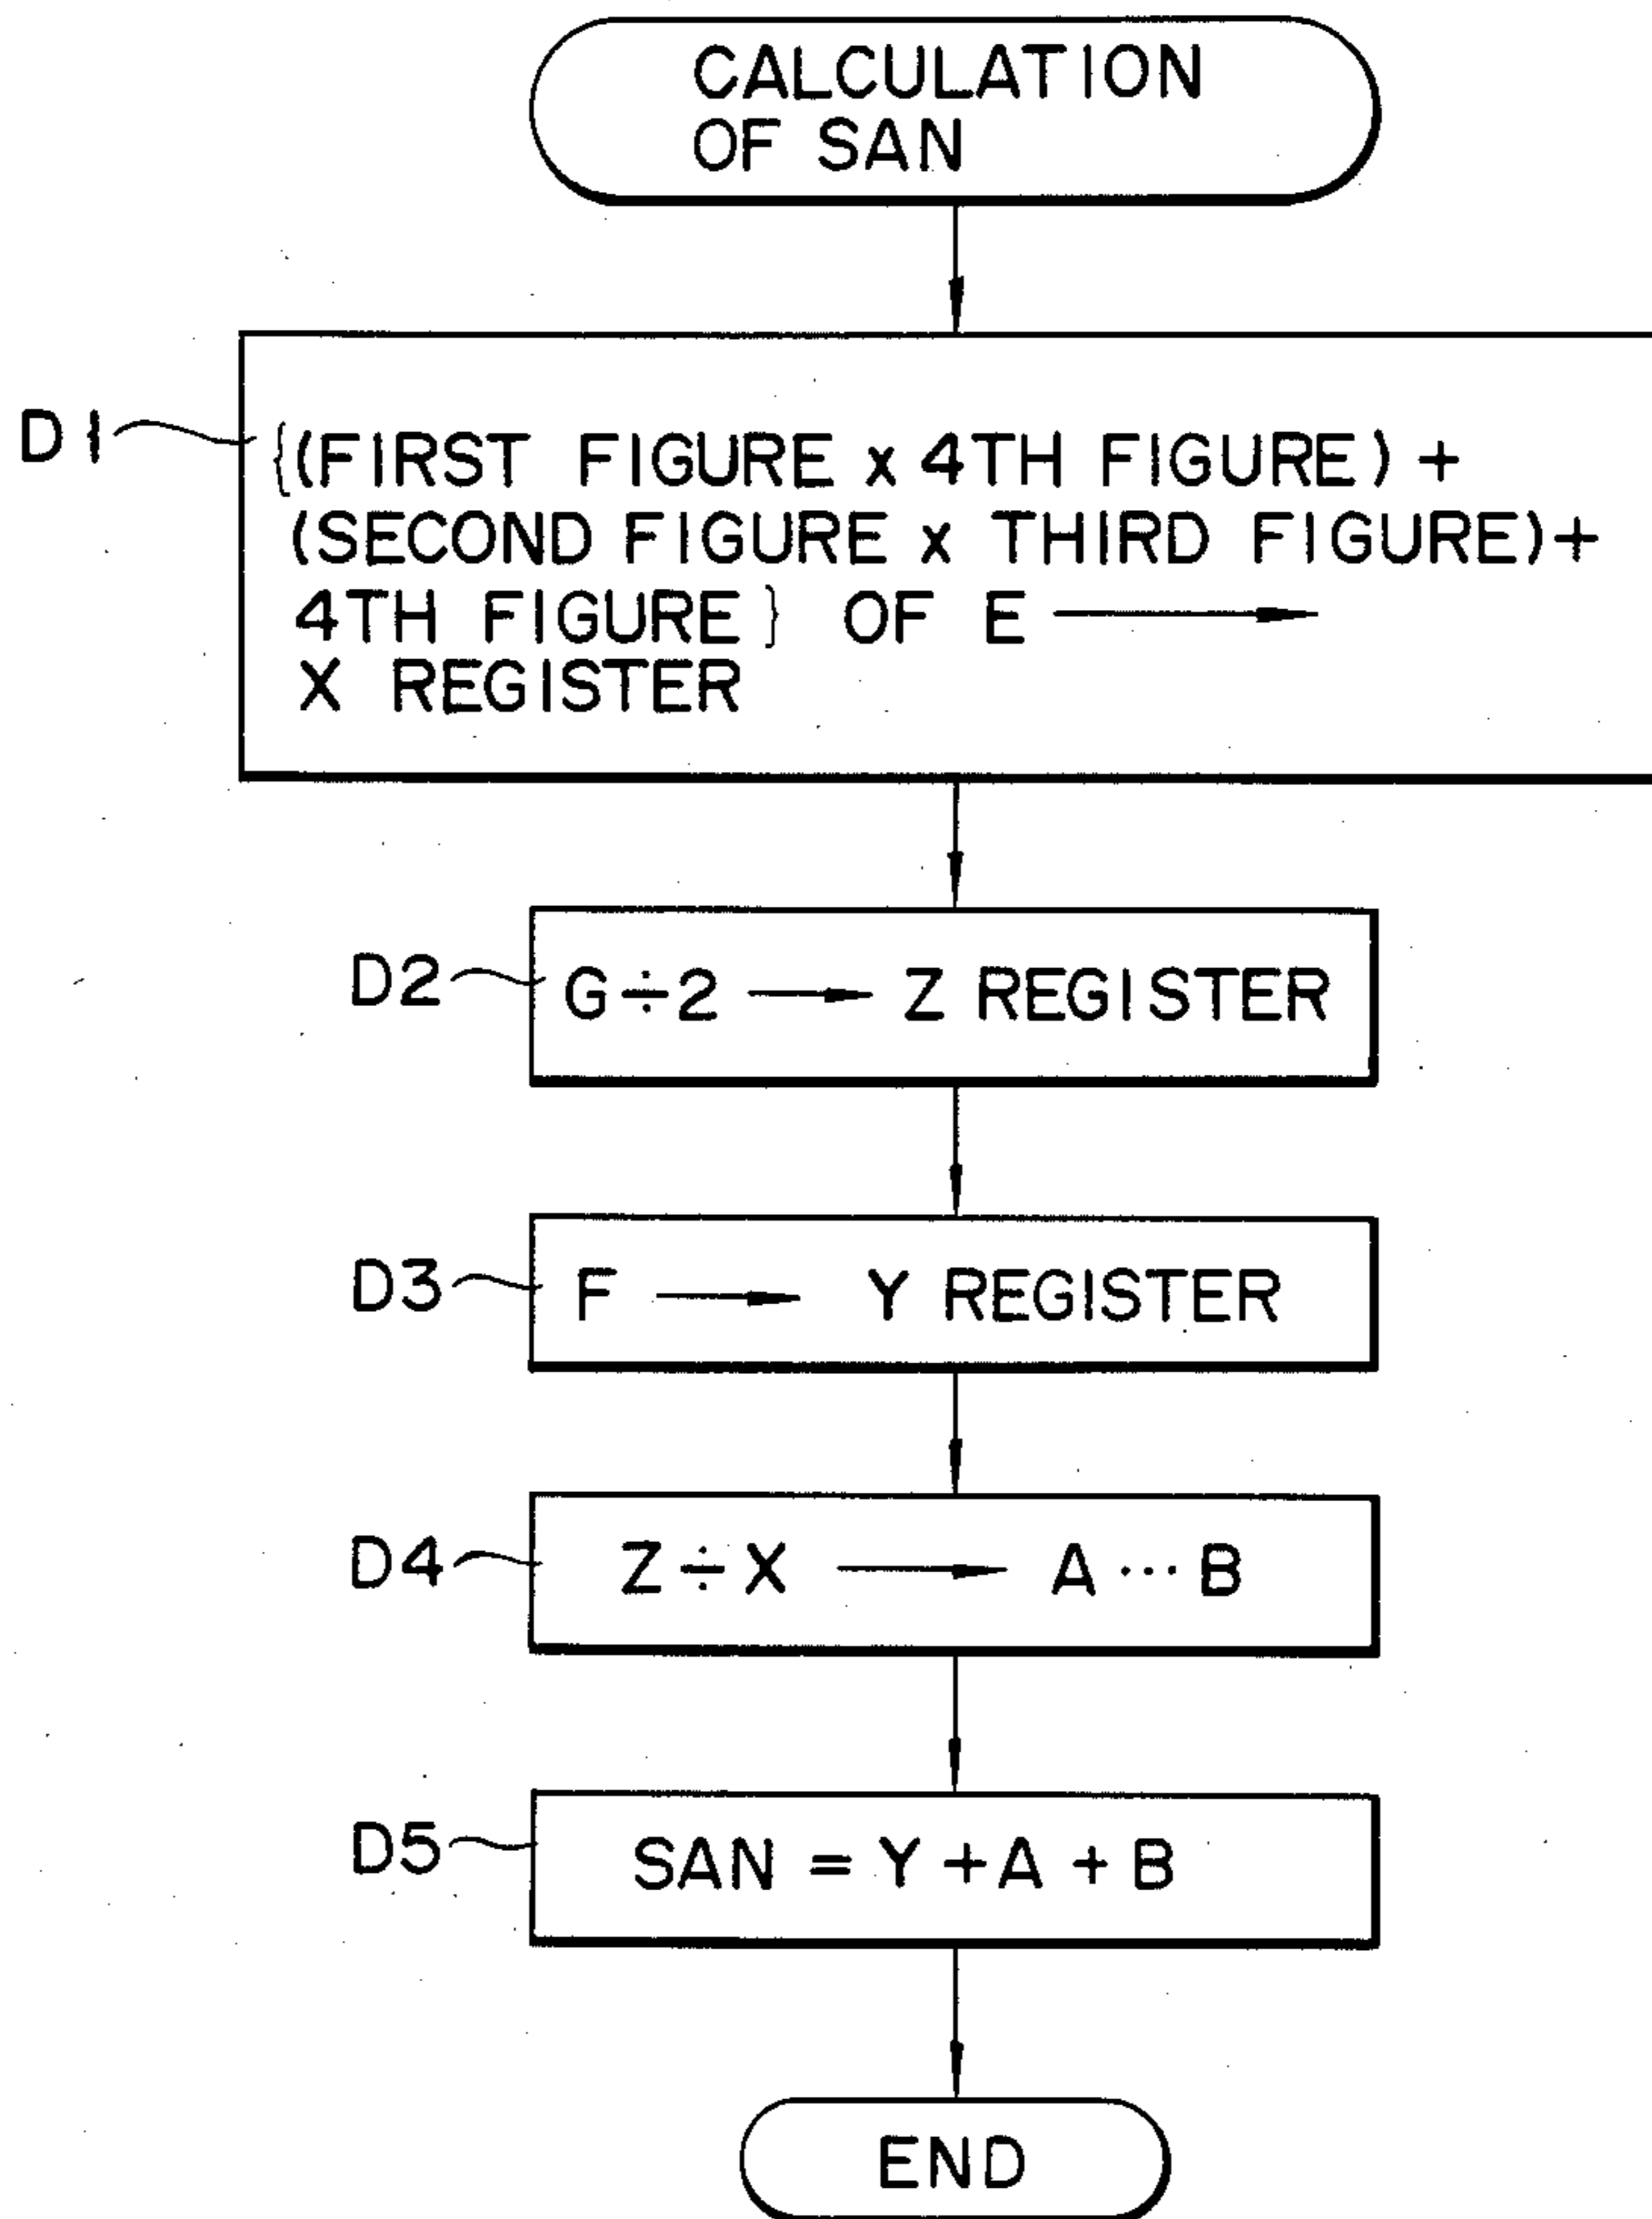 CALCULATION
OF SAN
D1
{(FIRST FIGURE x 4TH FIGURE) +
(SECOND FIGURE x THIRD FIGURE)+
4TH FIGURE} OF E ⟶
X REGISTER
D2
G÷2 ⟶ Z REGISTER
D3
F ⟶ Y REGISTER
D4
Z÷X ⟶ A···B
D5
SAN = Y+A+B
END